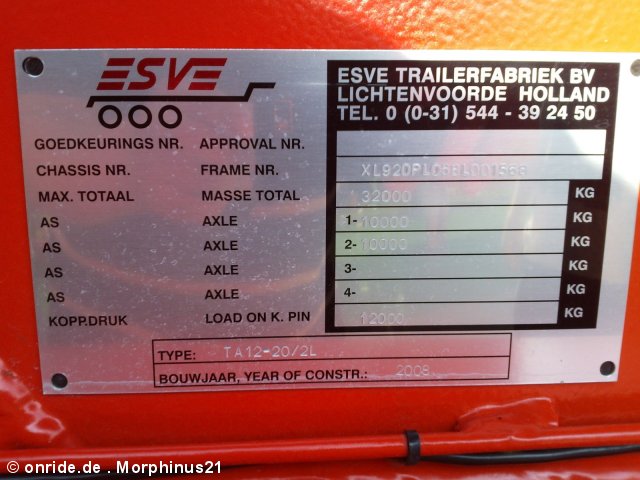 ESVE
ESVE TRAILERFABRIEK BV
LICHTENVOORDE HOLLAND
TEL. 0 (0-31) 544 - 39 24 50
GOEDKEURINGS NR. APPROVAL NR.
CHASSIS NR. FRAME NR.
MAX. TOTAAL MASSE TOTAL 32000 KG
AS AXLE 1- 10000 KG
AS AXLE 2- 10000 KG
AS AXLE 3- KG
AS AXLE 4- KG
KOPP.DRUK LOAD ON K. PIN 12000 KG
TYPE: TA12-20/2L
BOUWJAAR, YEAR OF CONSTR.: 2008
© onride.de . Morphinus21